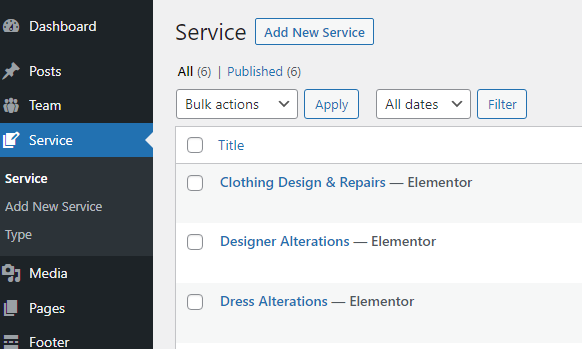 Dashboard
Posts
Team
Service
Service
Add New Service
Type
Media
Pages
Footer
Service Add New Service
All (6) | Published (6)
Bulk actions Apply All dates Filter
Title
Clothing Design & Repairs — Elementor
Designer Alterations — Elementor
Dress Alterations — Elementor